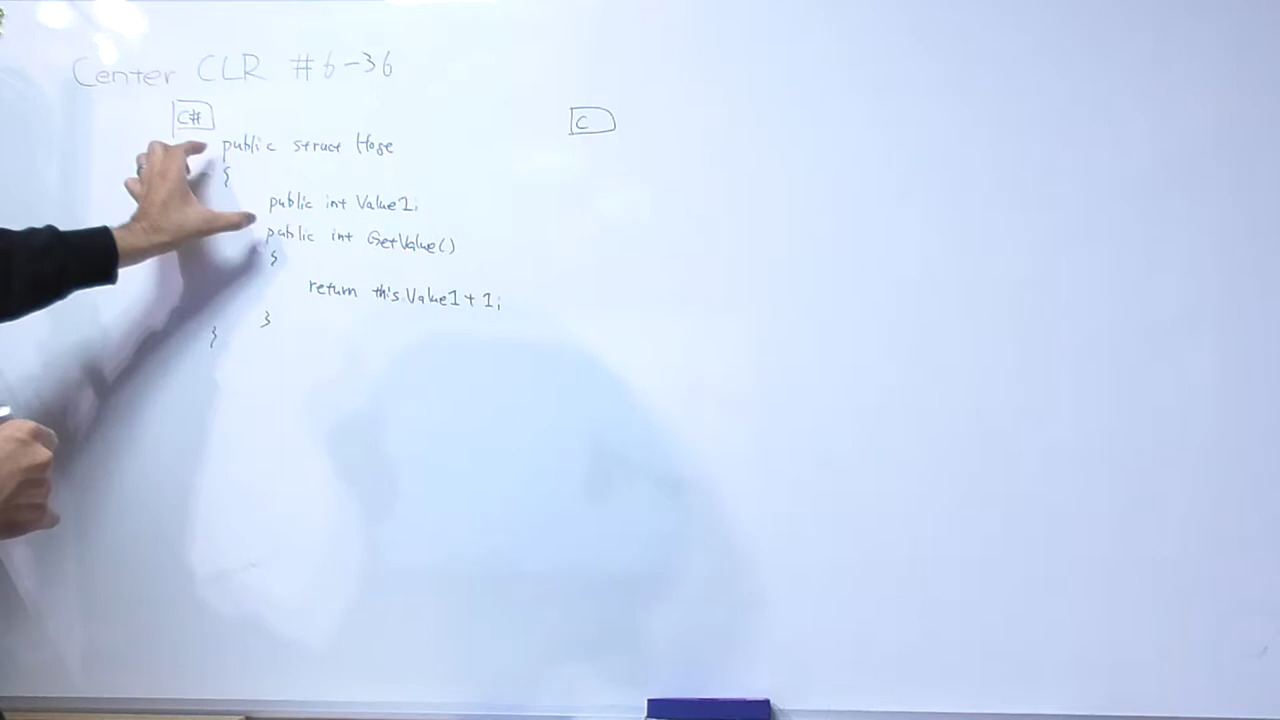 Center CLR #6-36
C#
C
public struct Hoge
{
public int Value1;
public int GetValue()
{
return this.Value1 + 1;
}
}